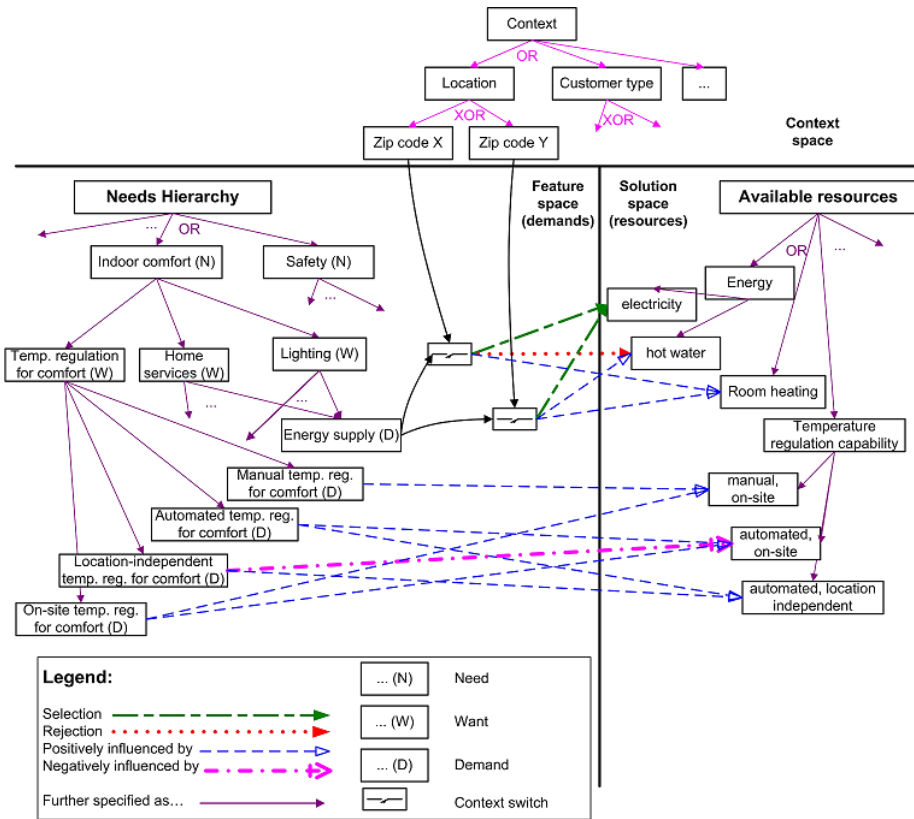 Context
OR
Location
Customer type
...
XOR
XOR
Zip code X
Zip code Y
Context
space
Needs Hierarchy
Feature
space
(demands)
Solution
space
(resources)
Available resources
...
OR
Indoor comfort (N)
Safety (N)
...
OR
...
Energy
electricity
Temp. regulation
for comfort (W)
Home
services (W)
Lighting (W)
hot water
Room heating
...
...
Energy supply (D)
Temperature
regulation capability
Manual temp. reg.
for comfort (D)
manual,
on-site
Automated temp. reg.
for comfort (D)
automated,
on-site
Location-independent
temp. reg. for comfort (D)
automated, location
independent
On-site temp. reg.
for comfort (D)
Legend:
... (N)
Need
Selection
Rejection
... (W)
Want
Positively influenced by
Negatively influenced by
... (D)
Demand
Further specified as...
Context switch